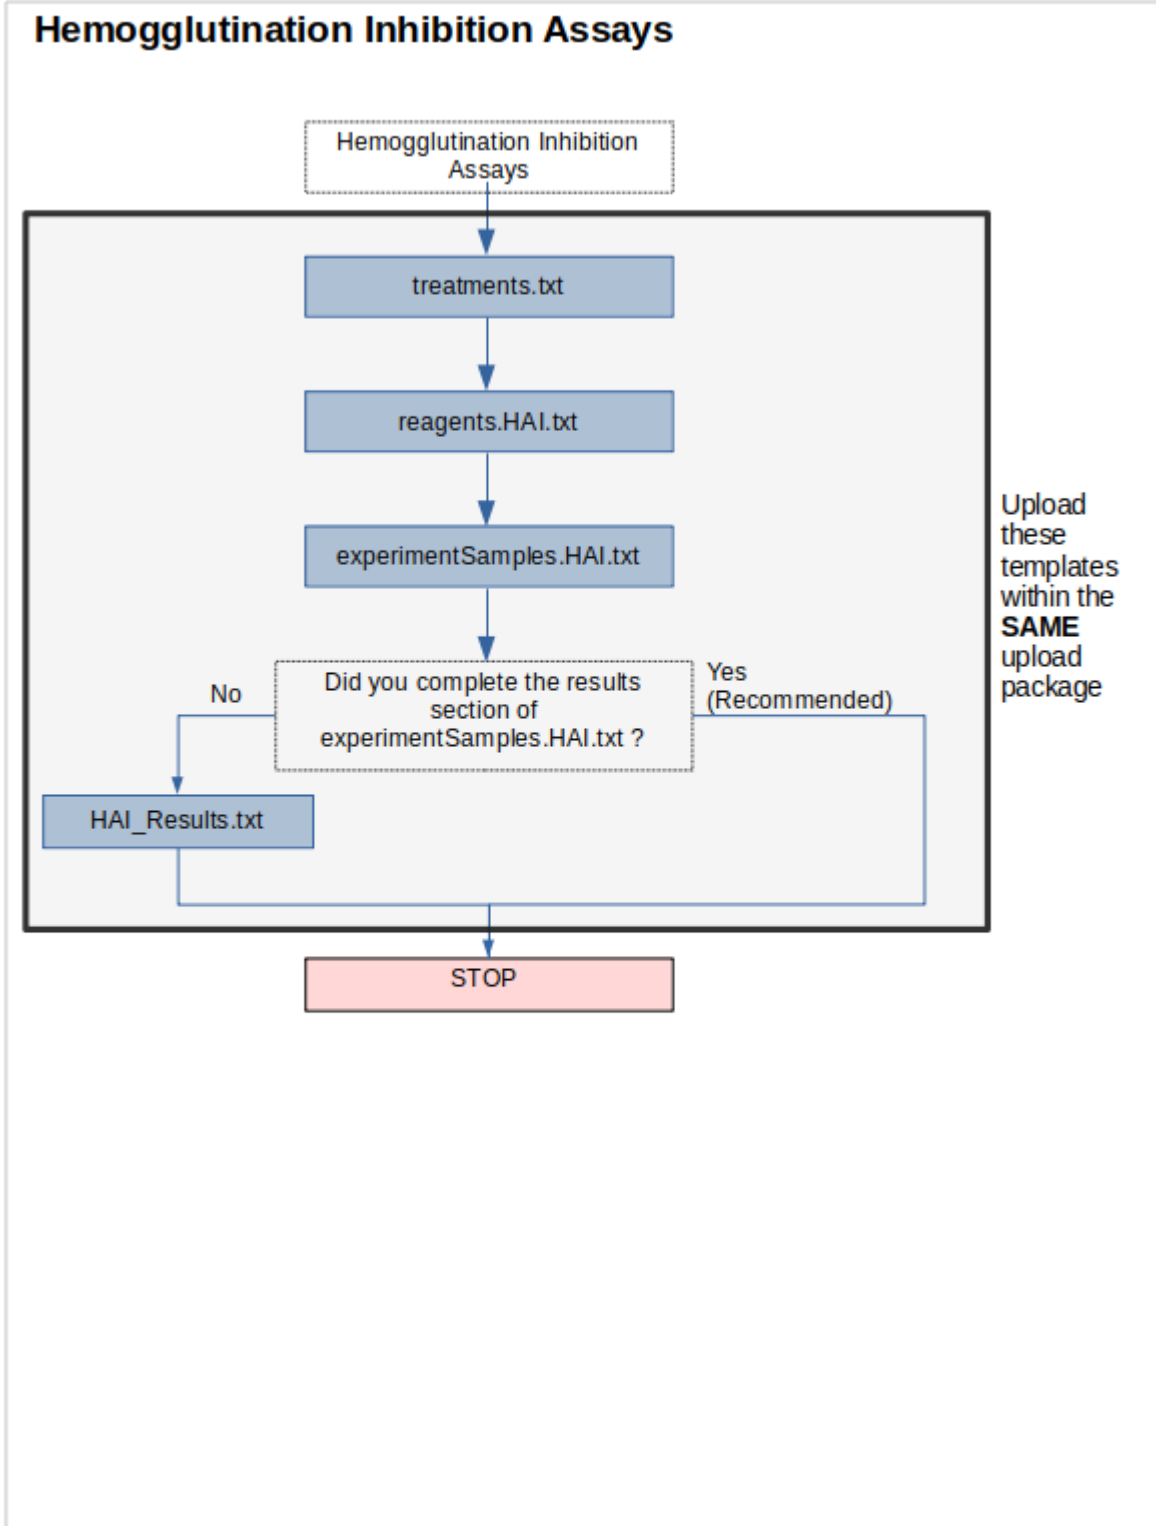 Hemogglutination Inhibition Assays
Hemogglutination Inhibition
Assays
treatments.txt
reagents.HAI.txt
experimentSamples.HAI.txt
Did you complete the results
section of
experimentSamples.HAI.txt ?
No
Yes
(Recommended)
HAI_Results.txt
STOP
Upload
these
templates
within the
SAME
upload
package